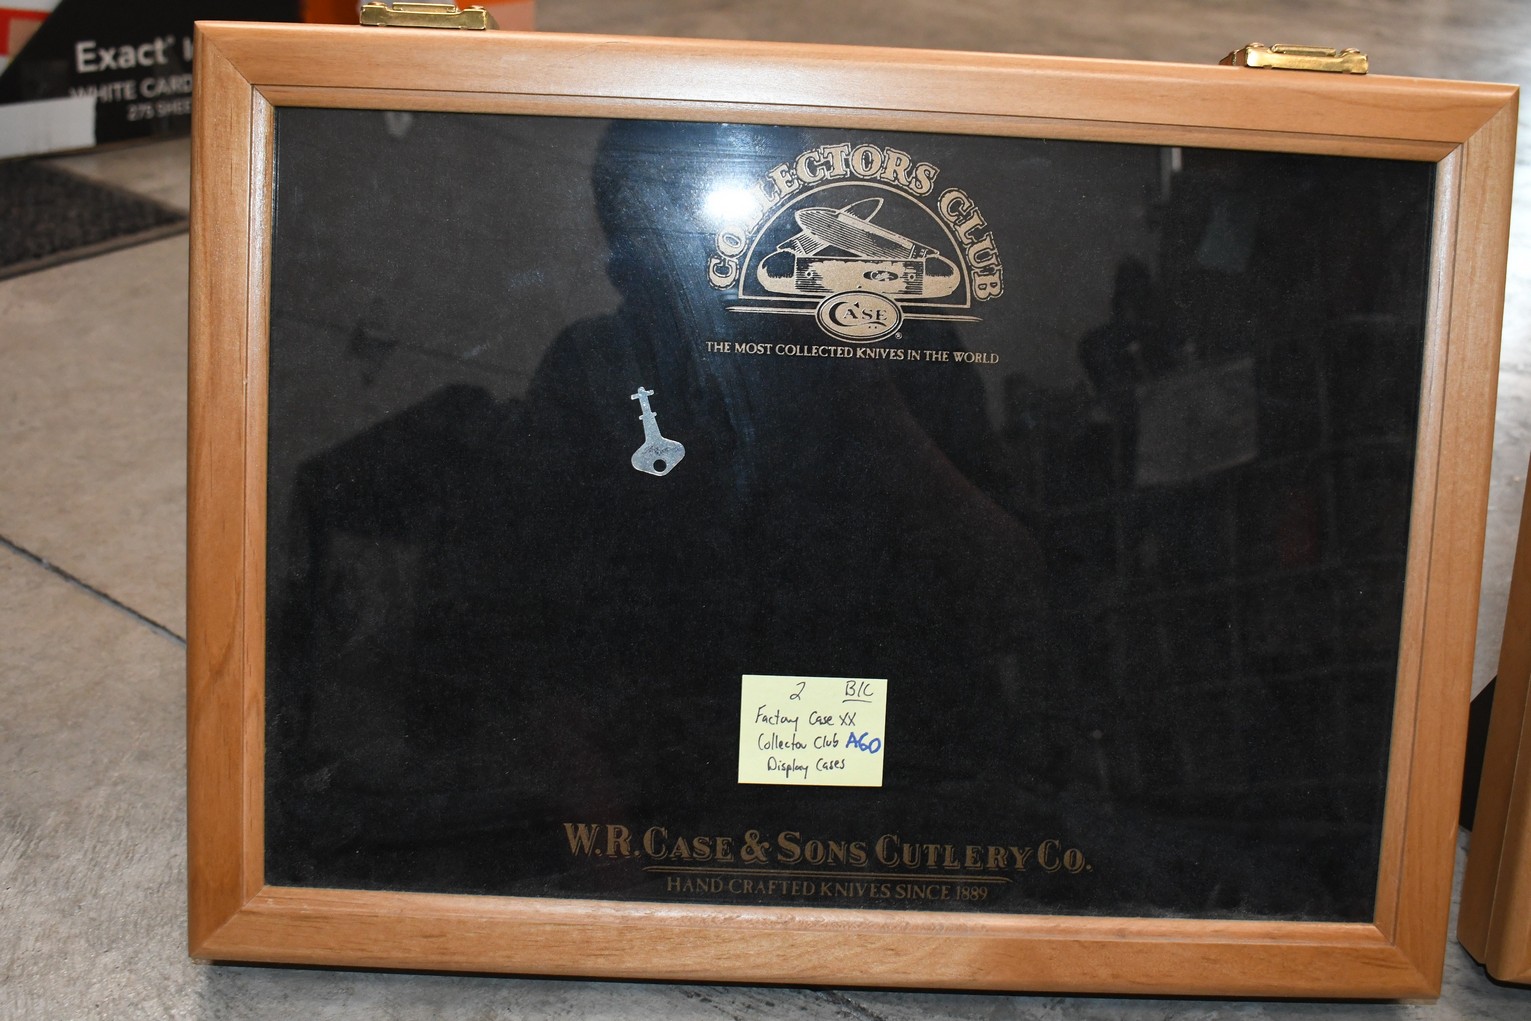 Exact
WHITE CARD
275 SHEE
COLLECTORS CLUB
CASE
THE MOST COLLECTED KNIVES IN THE WORLD
2 B/C
Factory Case XX
Collector Club A60
Display Cases
W.R. CASE & SONS CUTLERY CO.
HAND CRAFTED KNIVES SINCE 1889